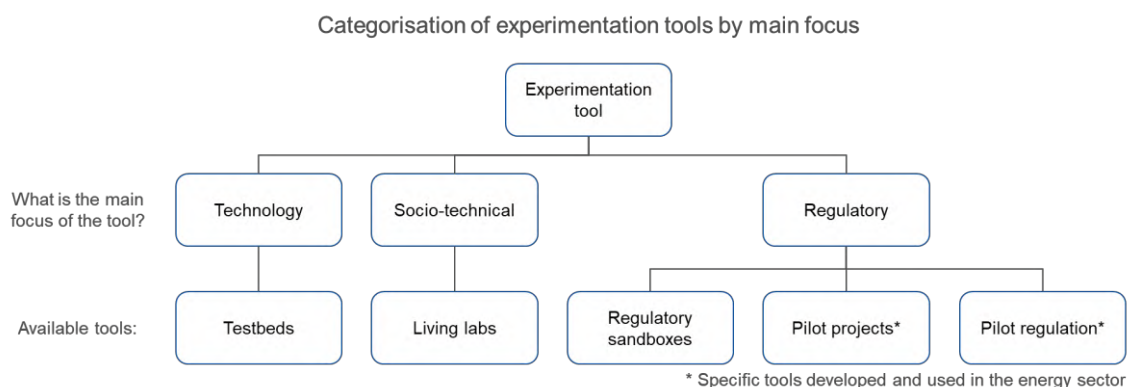 Categorisation of experimentation tools by main focus
Experimentation
tool
What is the main
focus of the tool?
Technology
Socio-technical
Regulatory
Available tools:
Testbeds
Living labs
Regulatory
sandboxes
Pilot projects*
Pilot regulation*
* Specific tools developed and used in the energy sector